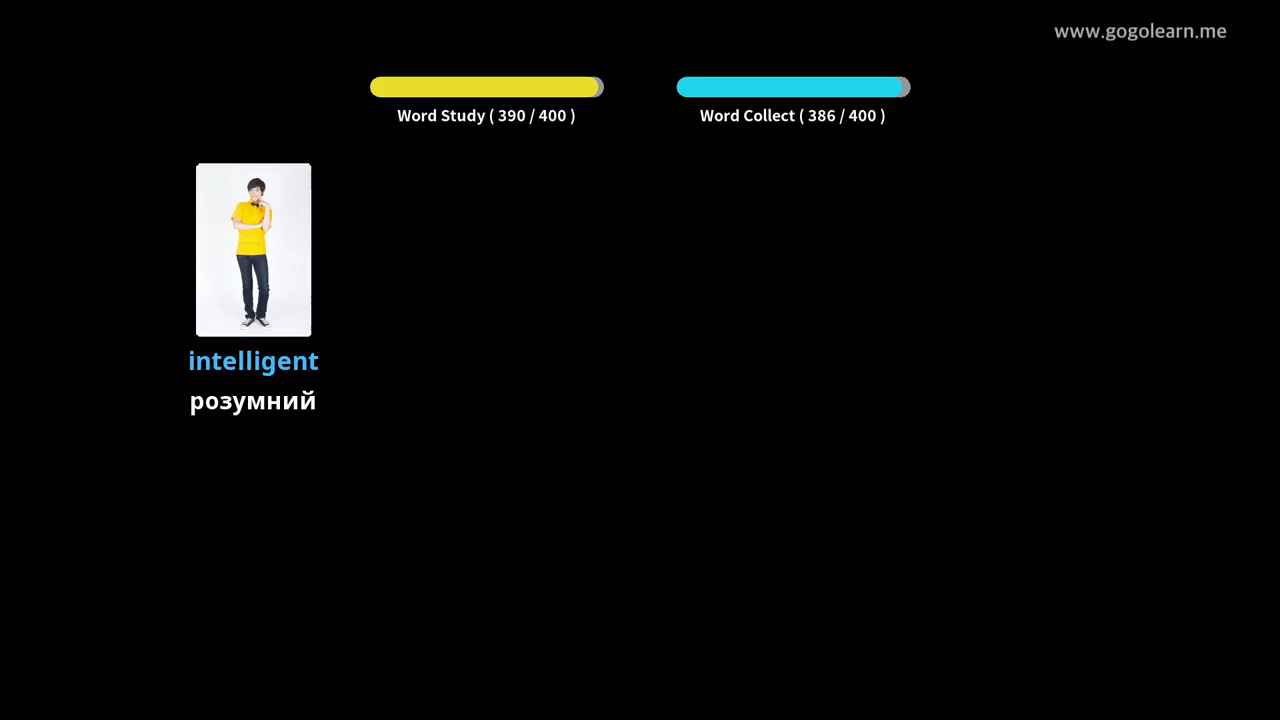 www.gogolearn.me
Word Study ( 390 / 400 )
Word Collect ( 386 / 400 )
intelligent
розумний